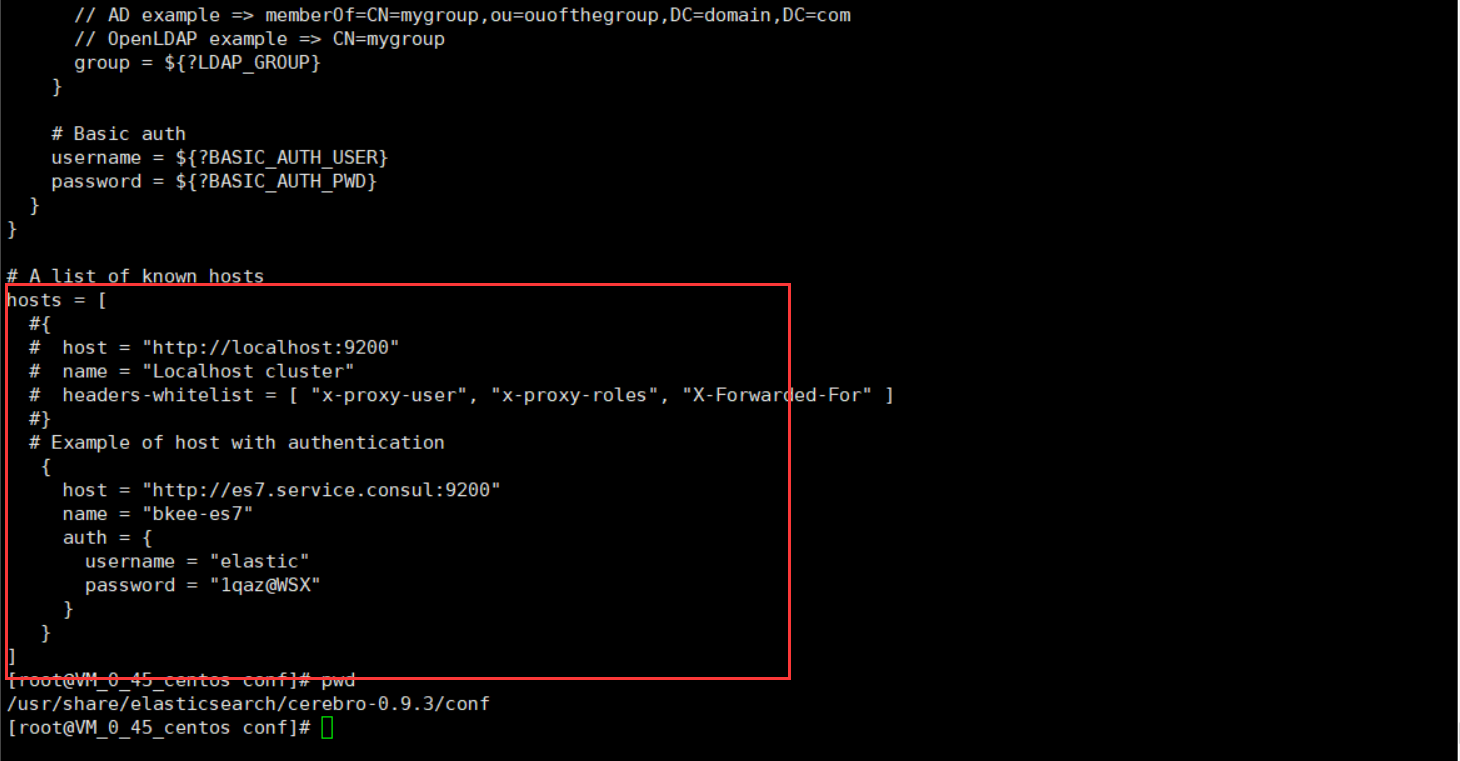 // AD example => memberOf=CN=mygroup,ou=ouofthegroup,DC=domain,DC=com
// OpenLDAP example => CN=mygroup
group = ${?LDAP_GROUP}
}
# Basic auth
username = ${?BASIC_AUTH_USER}
password = ${?BASIC_AUTH_PWD}
}
}
# A list of known hosts
hosts = [
#{
# host = "http://localhost:9200"
# name = "Localhost cluster"
# headers-whitelist = [ "x-proxy-user", "x-proxy-roles", "X-Forwarded-For" ]
#}
# Example of host with authentication
{
host = "http://es7.service.consul:9200"
name = "bkee-es7"
auth = {
username = "elastic"
password = "1qaz@WSX"
}
}
]
[root@VM_0_45_centos conf]# pwd
/usr/share/elasticsearch/cerebro-0.9.3/conf
[root@VM_0_45_centos conf]#